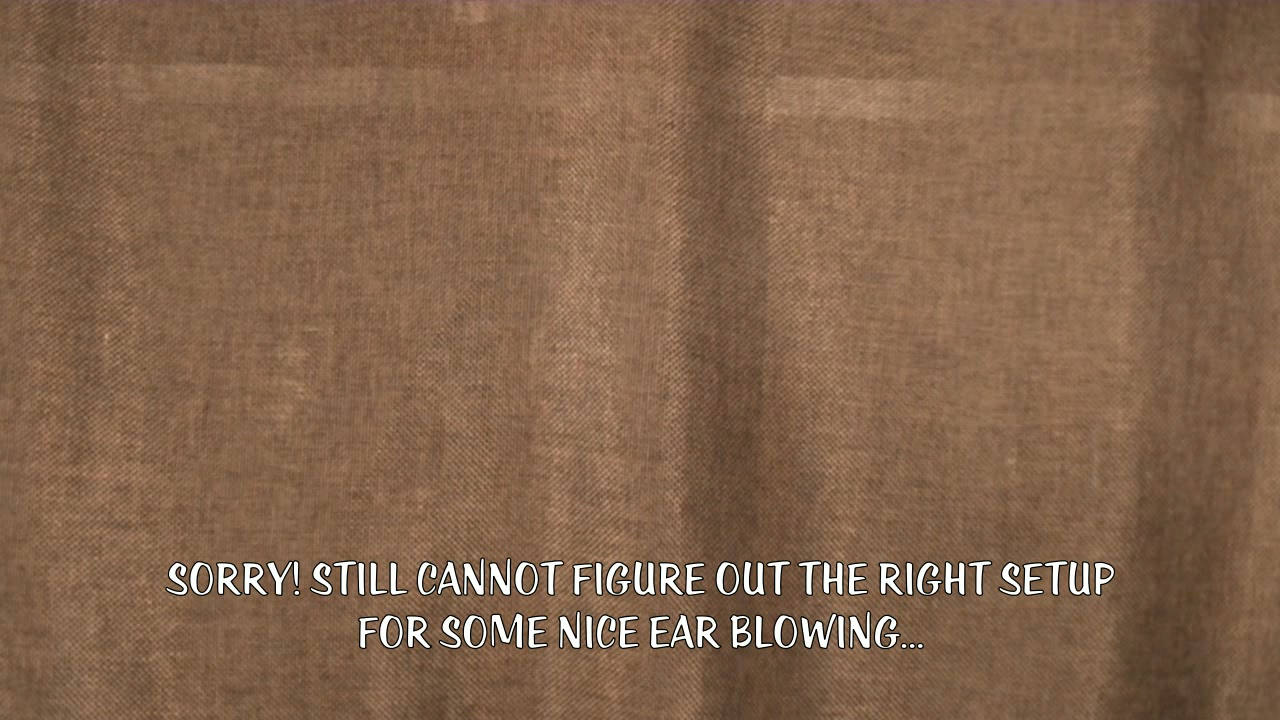 SORRY! STILL CANNOT FIGURE OUT THE RIGHT SETUP
FOR SOME NICE EAR BLOWING...